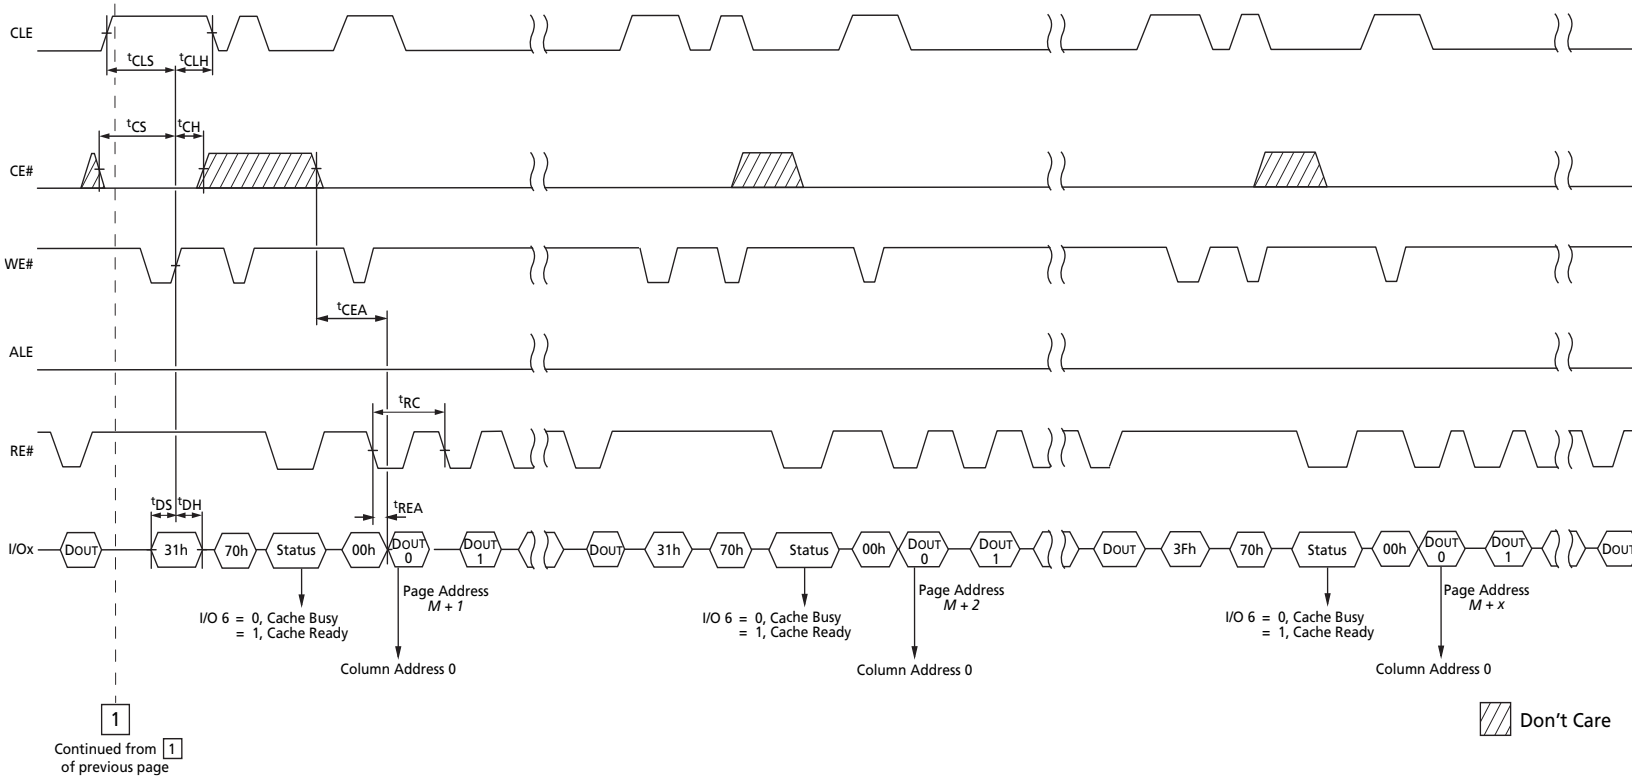 CLE
tCLS tCLH
tCS tCH
CE#
WE#
tCEA
ALE
tRC
RE#
tDS tDH
tREA
I/Ox DOUT 31h 70h Status 00h DOUT 0 DOUT 1 DOUT 31h 70h Status 00h DOUT 0 DOUT 1 DOUT 3Fh 70h Status 00h DOUT 0 DOUT 1 DOUT
Page Address
M + 1
I/O 6 = 0, Cache Busy
= 1, Cache Ready
Column Address 0
Page Address
M + 2
I/O 6 = 0, Cache Busy
= 1, Cache Ready
Column Address 0
Page Address
M + x
I/O 6 = 0, Cache Busy
= 1, Cache Ready
Column Address 0
1
Continued from 1
of previous page
Don't Care